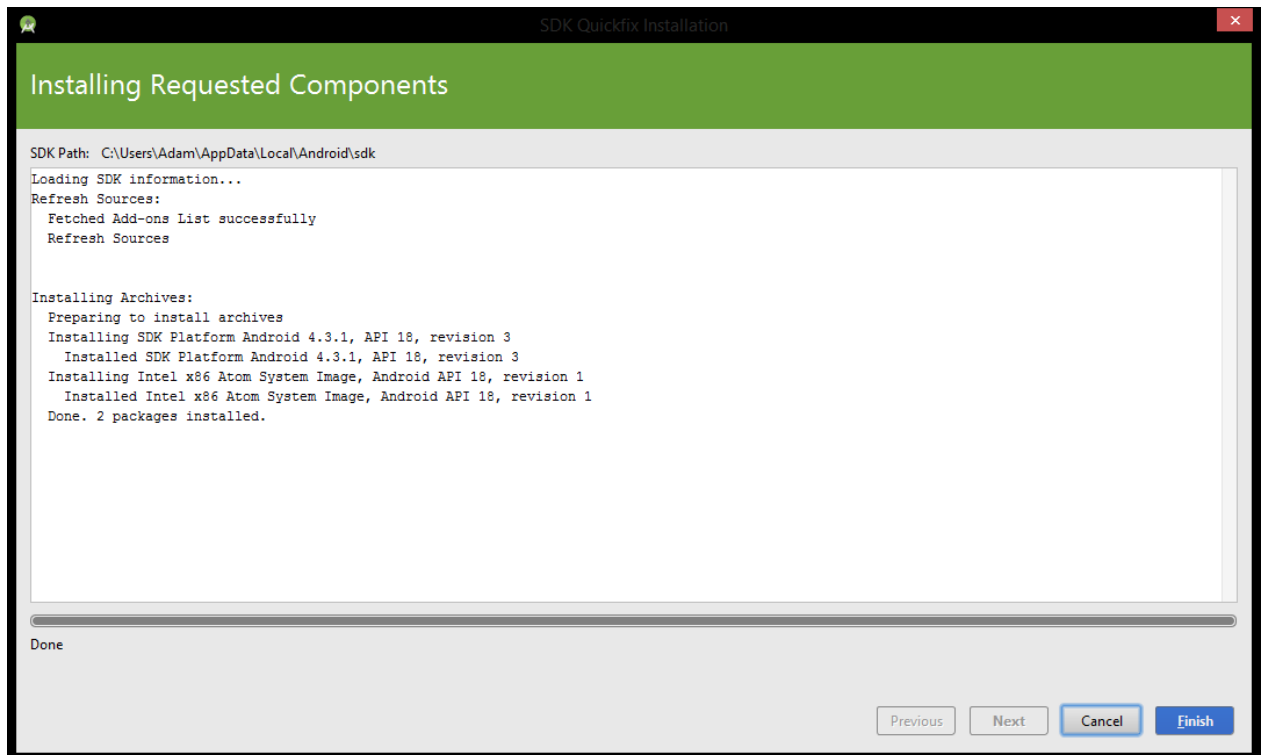 SDK Quickfix Installation
Installing Requested Components
SDK Path: C:\Users\Adam\AppData\Local\Android\sdk
Loading SDK information...
Refresh Sources:
Fetched Add-ons List successfully
Refresh Sources
Installing Archives:
Preparing to install archives
Installing SDK Platform Android 4.3.1, API 18, revision 3
Installed SDK Platform Android 4.3.1, API 18, revision 3
Installing Intel x86 Atom System Image, Android API 18, revision 1
Installed Intel x86 Atom System Image, Android API 18, revision 1
Done. 2 packages installed.
Done
Previous Next Cancel Finish